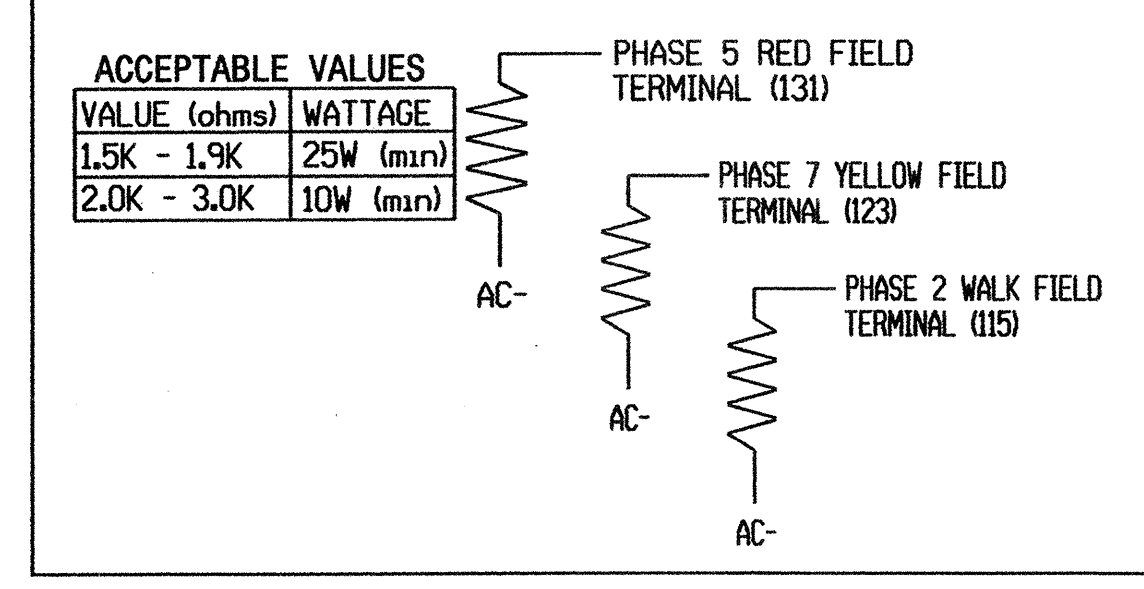 ACCEPTABLE VALUES
VALUE (ohms) WATTAGE
1.5K - 1.9K 25W (min)
2.0K - 3.0K 10W (min)
PHASE 5 RED FIELD
TERMINAL (131)
AC-
PHASE 7 YELLOW FIELD
TERMINAL (123)
AC-
PHASE 2 WALK FIELD
TERMINAL (115)
AC-